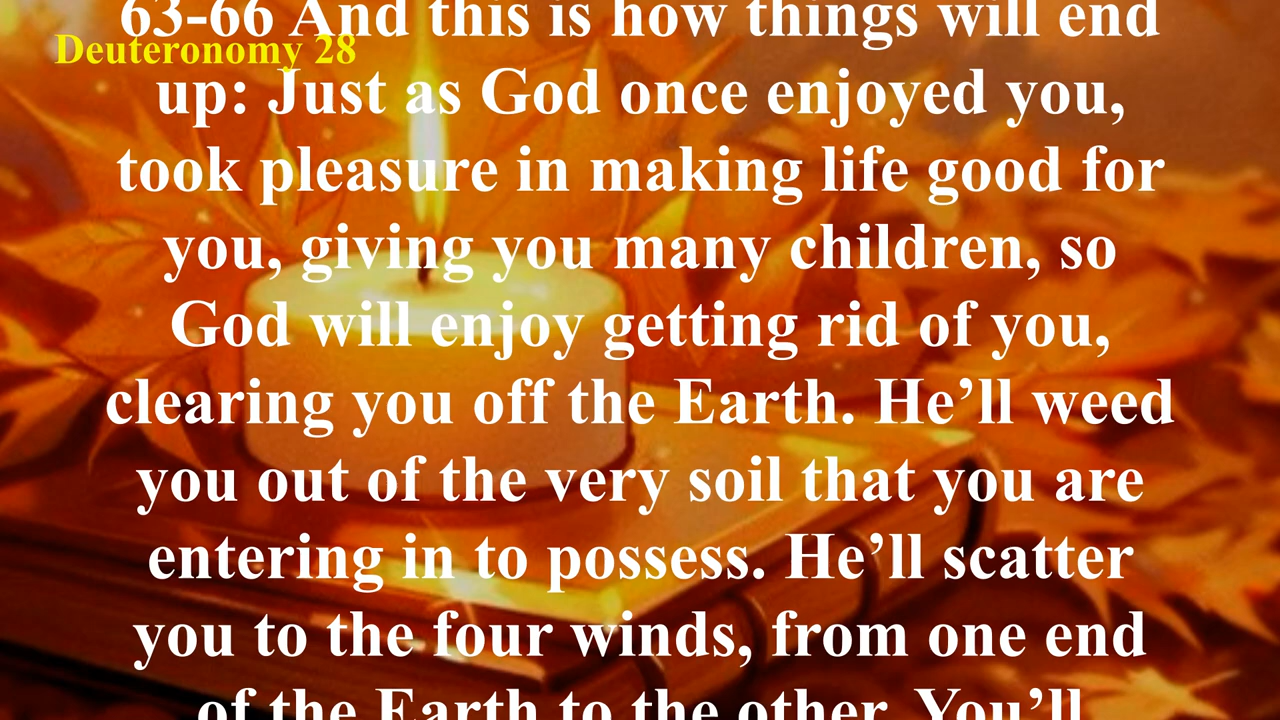 63-66 And this is how things will end
Deuteronomy 28
up: Just as God once enjoyed you,
took pleasure in making life good for
you, giving you many children, so
God will enjoy getting rid of you,
clearing you off the Earth. He’ll weed
you out of the very soil that you are
entering in to possess. He’ll scatter
you to the four winds, from one end
of the Earth to the other. You’ll